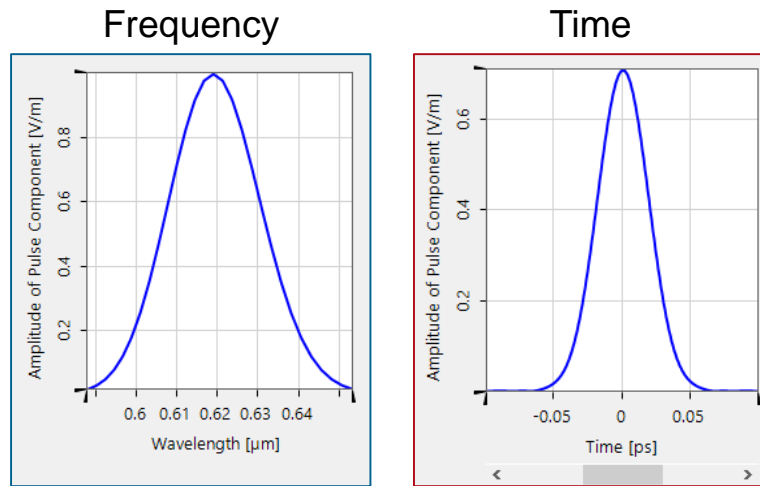 Frequency
Time
Amplitude of Pulse Component [V/m]
0.8
0.6
0.4
0.2
0.6 0.61 0.62 0.63 0.64
Wavelength [µm]
Amplitude of Pulse Component [V/m]
0.6
0.4
0.2
-0.05 0 0.05
Time [ps]